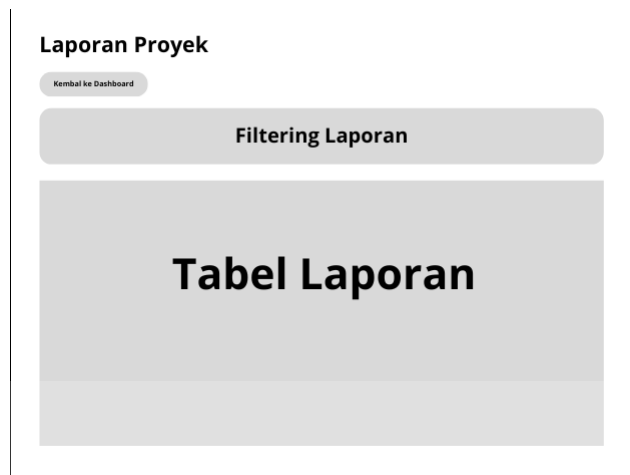 Laporan Proyek
Kembal ke Dashboard
Filtering Laporan
Tabel Laporan